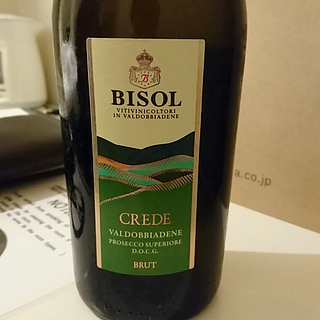 BISOL
VITIVINICOLTORI
IN VALDOBBIADENE
CREDE
VALDOBBIADENE
PROSECCO SUPERIORE
D.O.C.G.
BRUT
a.co.jp